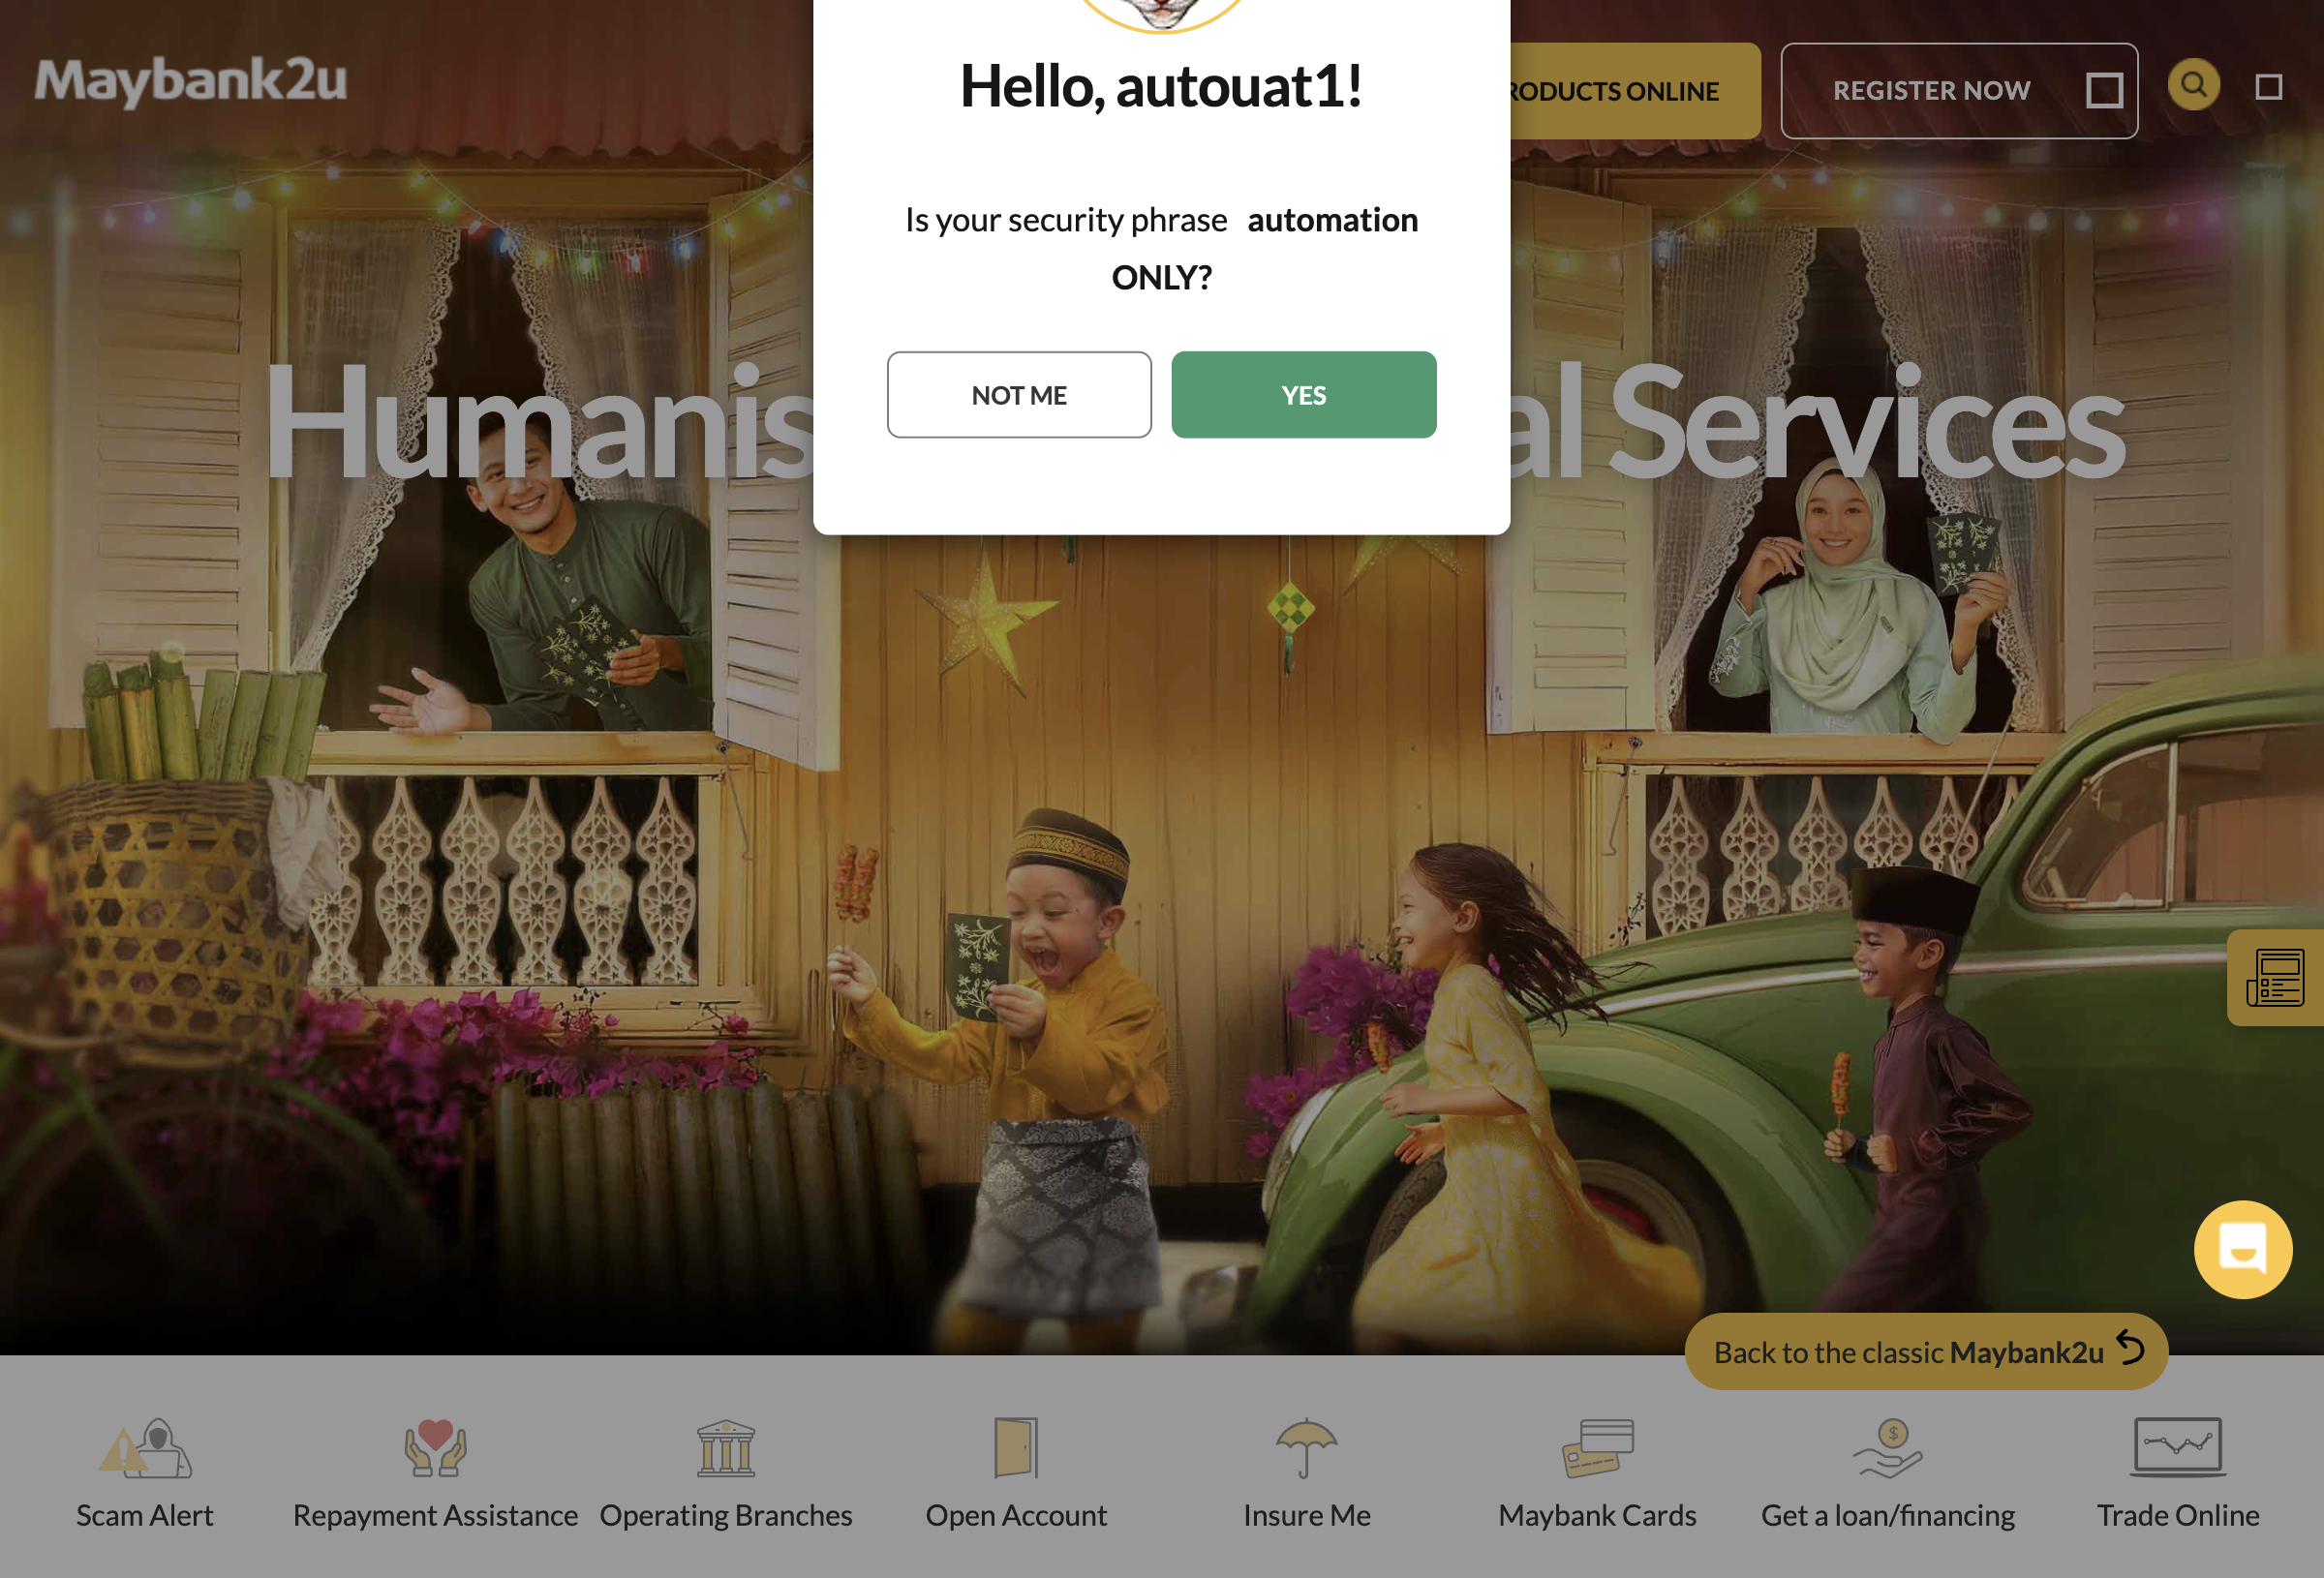 Maybank2u
RODUCTS ONLINE
REGISTER NOW
Hello, autouat1!
Is your security phrase automation
ONLY?
NOT ME
YES
Humanis
al Services
Back to the classic Maybank2u
Scam Alert
Repayment Assistance
Operating Branches
Open Account
Insure Me
Maybank Cards
Get a loan/financing
Trade Online